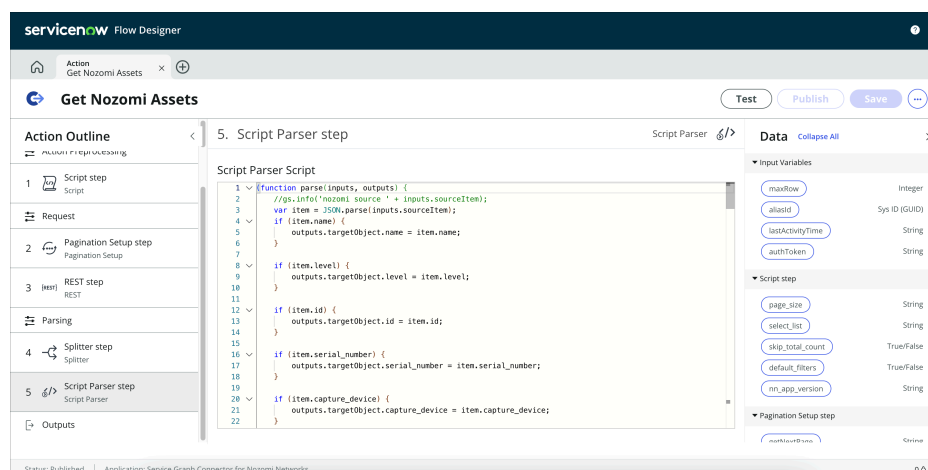 servicenow Flow Designer
Action
Get Nozomi Assets
Get Nozomi Assets
Test
Publish
Save
Action Outline
Action Preprocessing
1 Script step
Script
Request
2 Pagination Setup step
Pagination Setup
3 [REST] REST step
REST
Parsing
4 Splitter step
Splitter
5 Script Parser step
Script Parser
Outputs
5. Script Parser step
Script Parser
Script Parser Script
1 (function parse(inputs, outputs) {
2 //gs.info('nozomi source ' + inputs.sourceItem);
3 var item = JSON.parse(inputs.sourceItem);
4 if (item.name) {
5 outputs.targetObject.name = item.name;
6 }
7
8 if (item.level) {
9 outputs.targetObject.level = item.level;
10 }
11
12 if (item.id) {
13 outputs.targetObject.id = item.id;
14 }
15
16 if (item.serial_number) {
17 outputs.targetObject.serial_number = item.serial_number;
18 }
19
20 if (item.capture_device) {
21 outputs.targetObject.capture_device = item.capture_device;
22 }
Data Collapse All
Input Variables
maxRow Integer
aliasId Sys ID (GUID)
lastActivityTime String
authToken String
Script step
page_size String
select_list String
skip_total_count True/False
default_filters True/False
nn_app_version String
Pagination Setup step
getNextPage String
Status: Published | Application: Service Graph Connector for Nozomi Networks